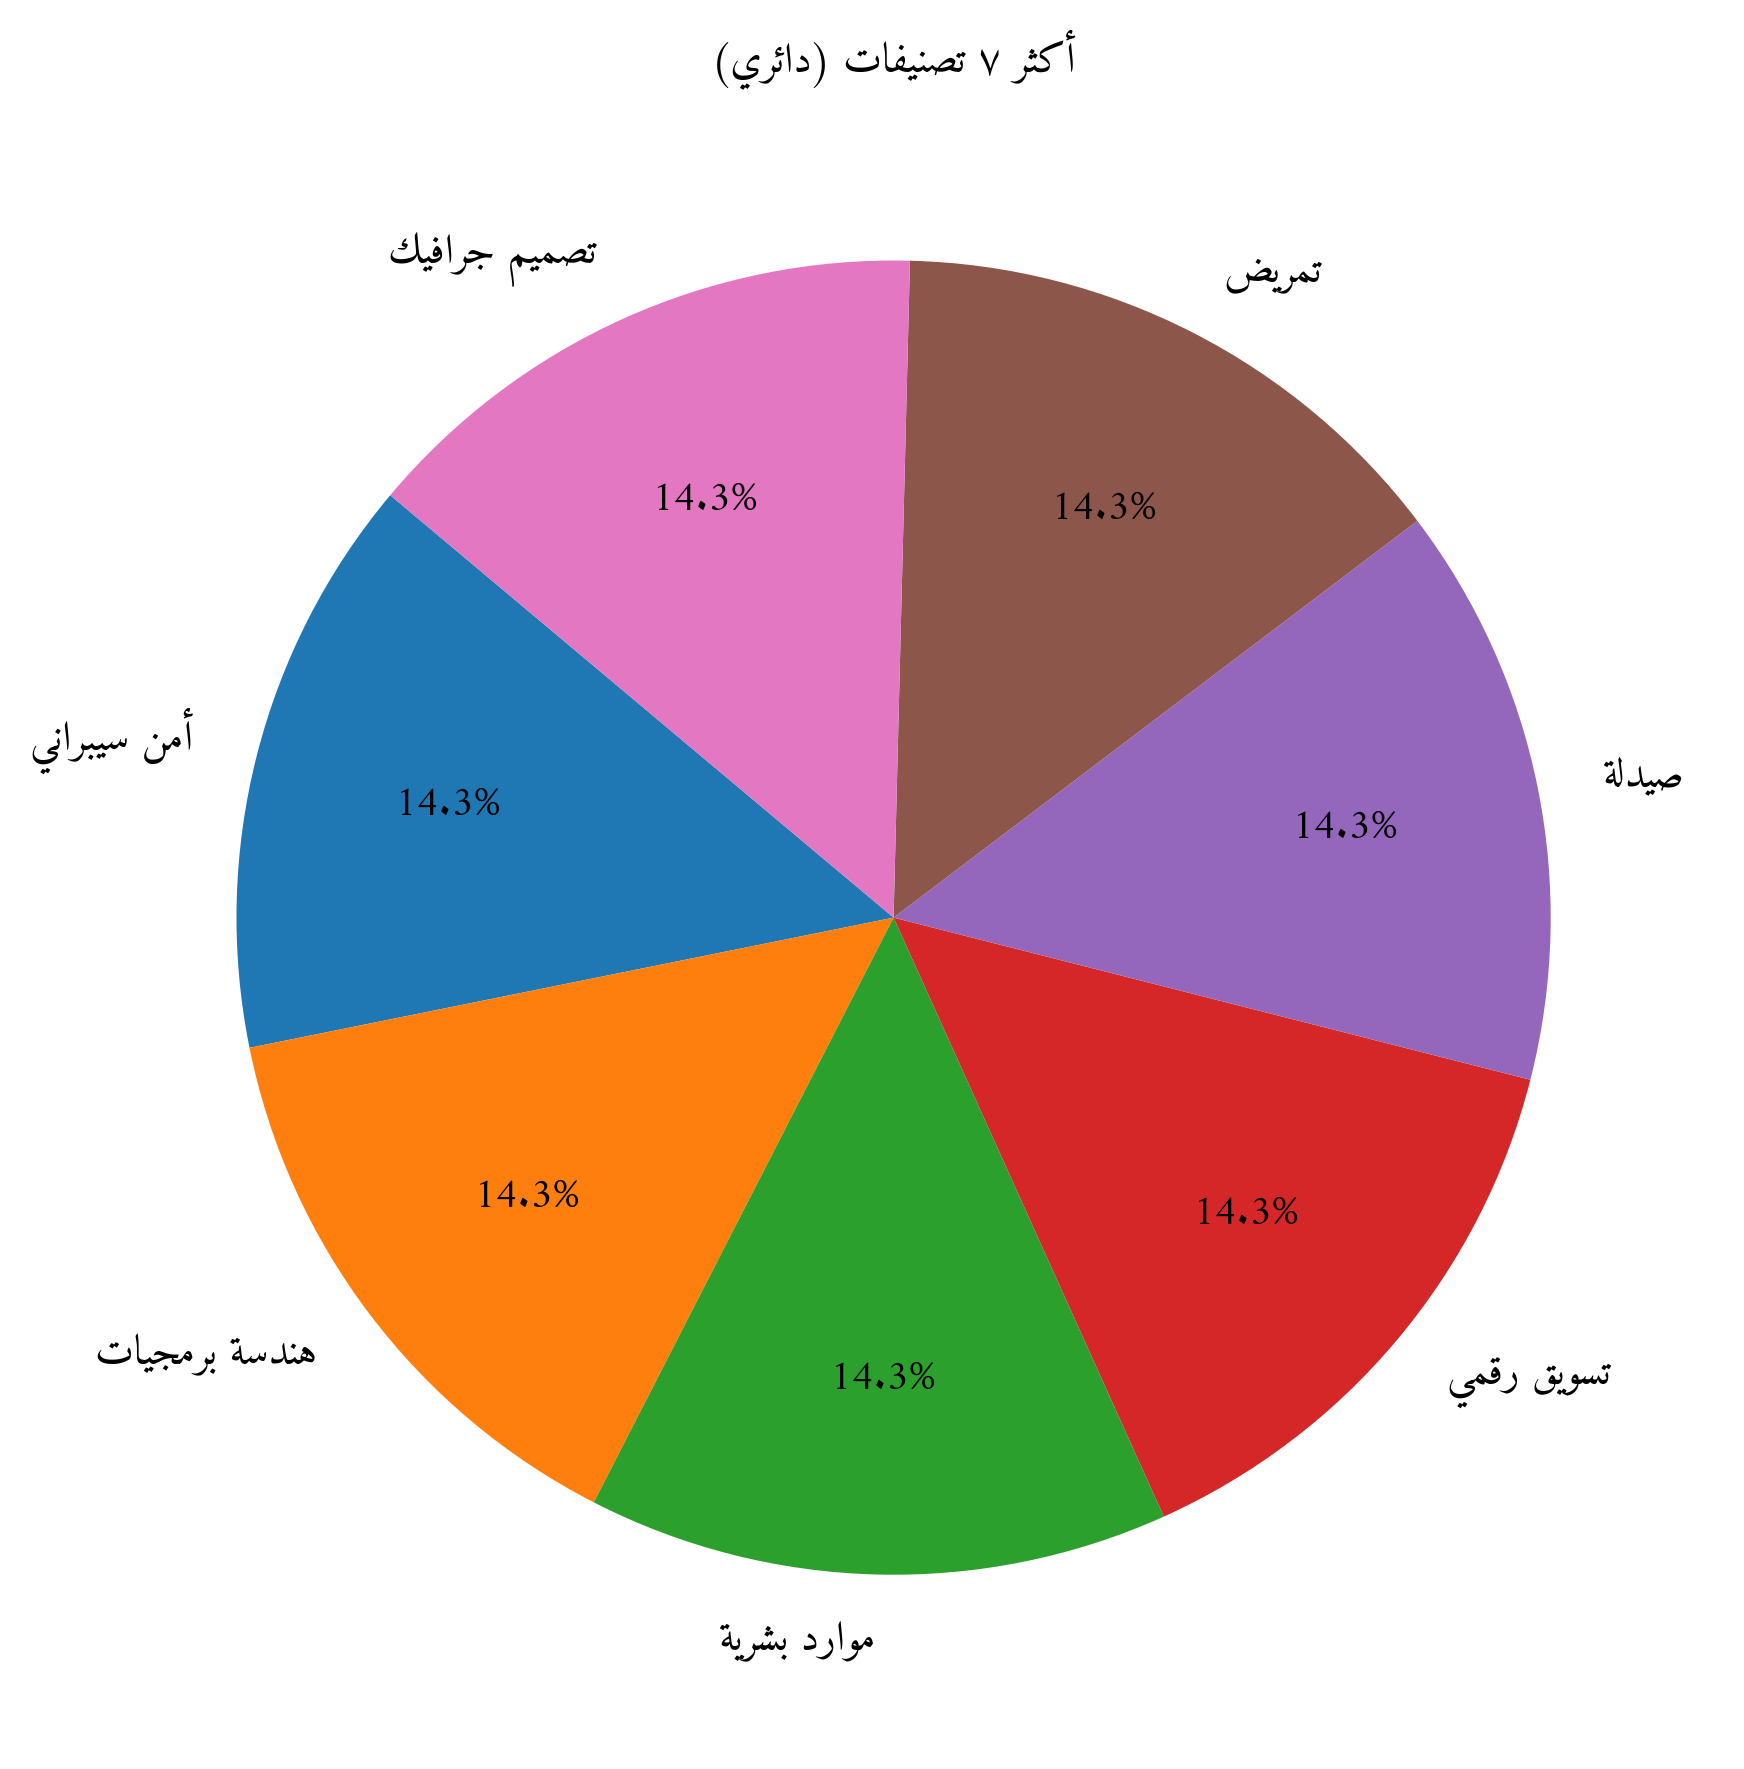 أكثر ٧ تصنيفات (دائري)
تصميم جرافيك
تمريض
14.3%
14.3%
أمن سيبراني
صيدلة
14.3%
14.3%
14.3%
14.3%
هندسة برمجيات
تسويق رقمي
14.3%
موارد بشرية